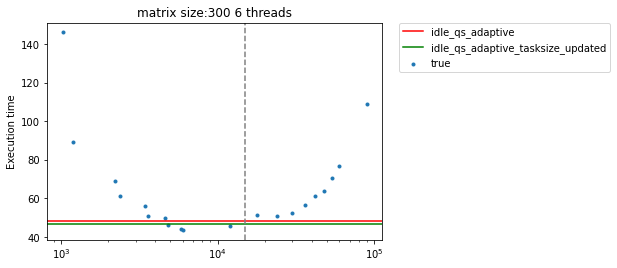 matrix size:300 6 threads
Execution time
140
120
100
80
60
40
10³
10⁴
10⁵
idle_qs_adaptive
idle_qs_adaptive_tasksize_updated
true